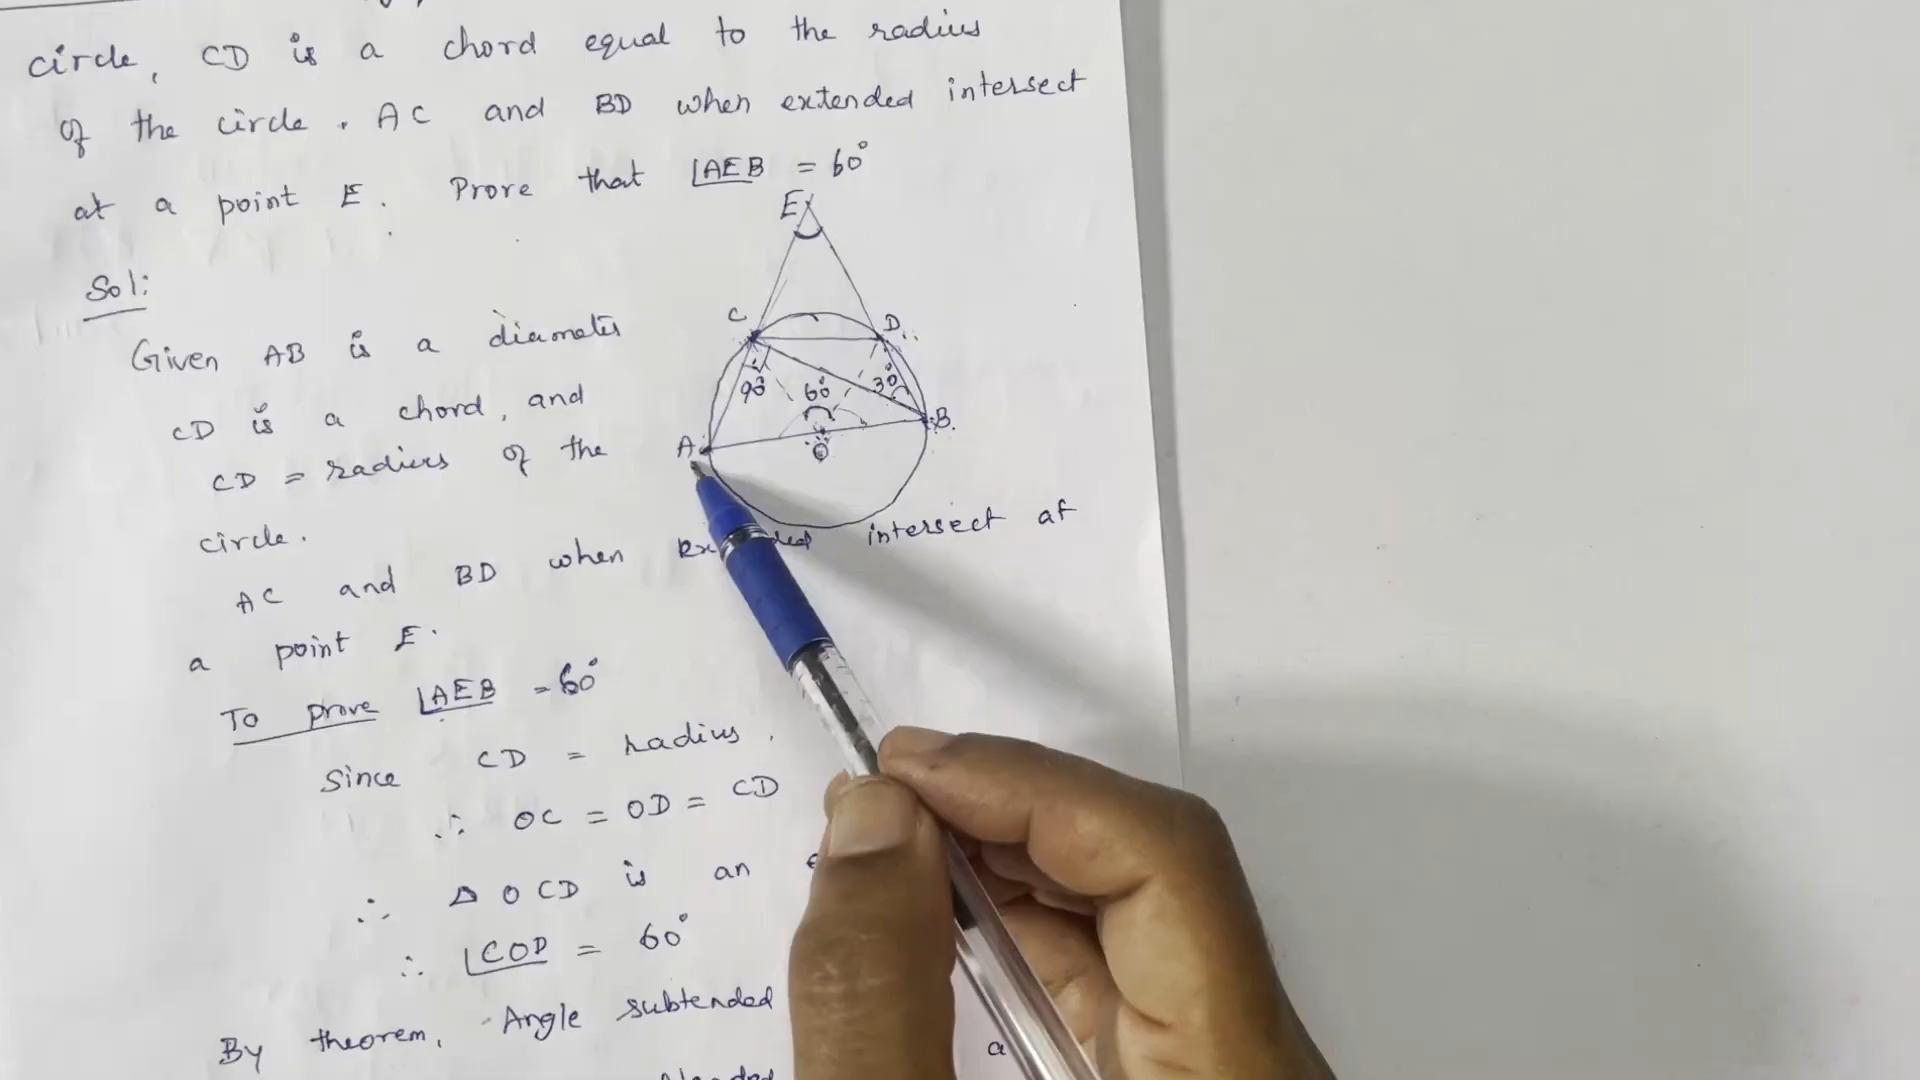 circle, CD is a chord equal to the radius
of the circle. AC and BD when extended intersect
at a point E. Prove that ∠AEB = 60°
E
Sol:
C
D
Given AB is a diameter
90° 60° 30°
CD is a chord, and
B
A
O
CD = radius of the
circle.
AC and BD when intersect at
a point E.
To prove ∠AEB = 60°
Since CD = radius,
∴ OC = OD = CD
∴ △ OCD is an
∴ ∠COD = 60°
By theorem, Angle subtended
a